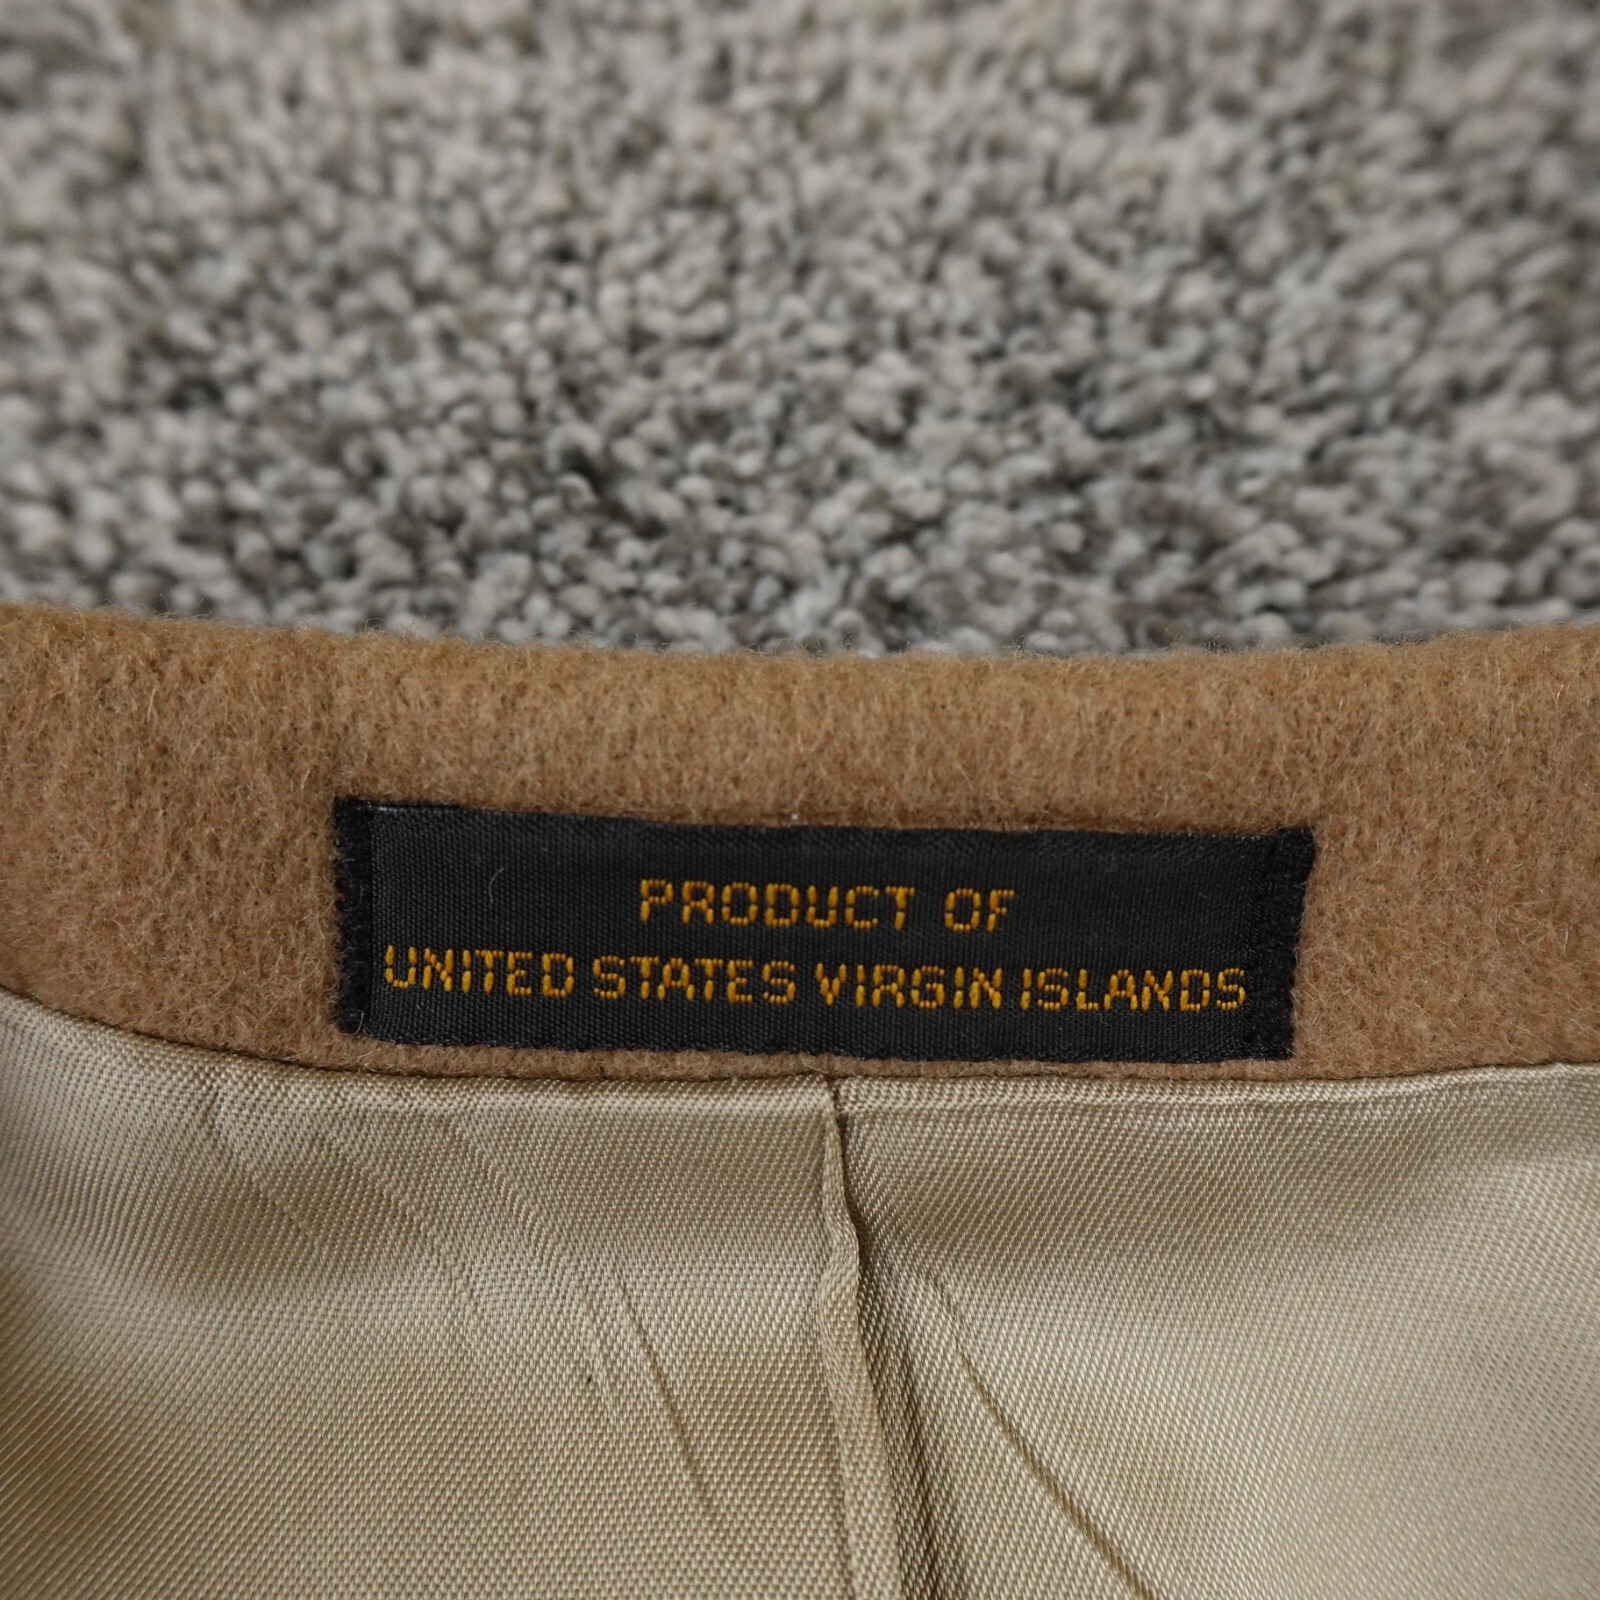 PRODUCT OF
UNITED STATES VIRGIN ISLANDS